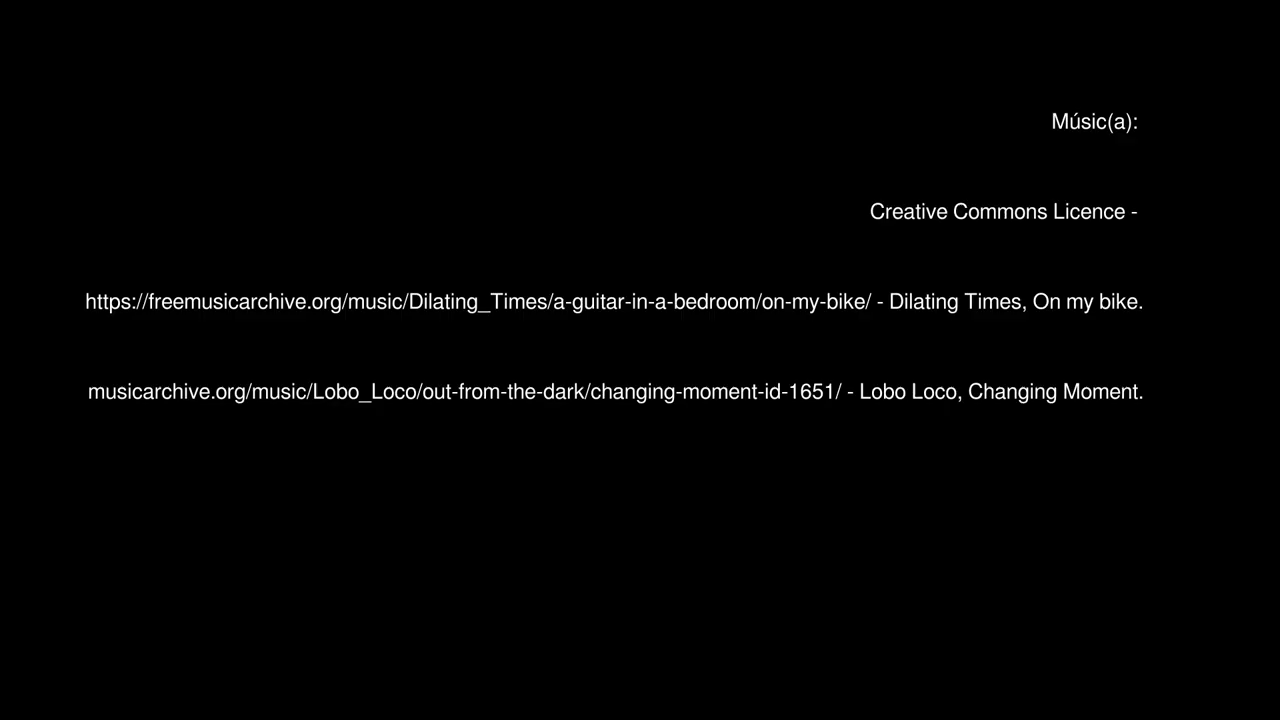 Músic(a):
Creative Commons Licence -
https://freemusicarchive.org/music/Dilating_Times/a-guitar-in-a-bedroom/on-my-bike/ - Dilating Times, On my bike.
musicarchive.org/music/Lobo_Loco/out-from-the-dark/changing-moment-id-1651/ - Lobo Loco, Changing Moment.